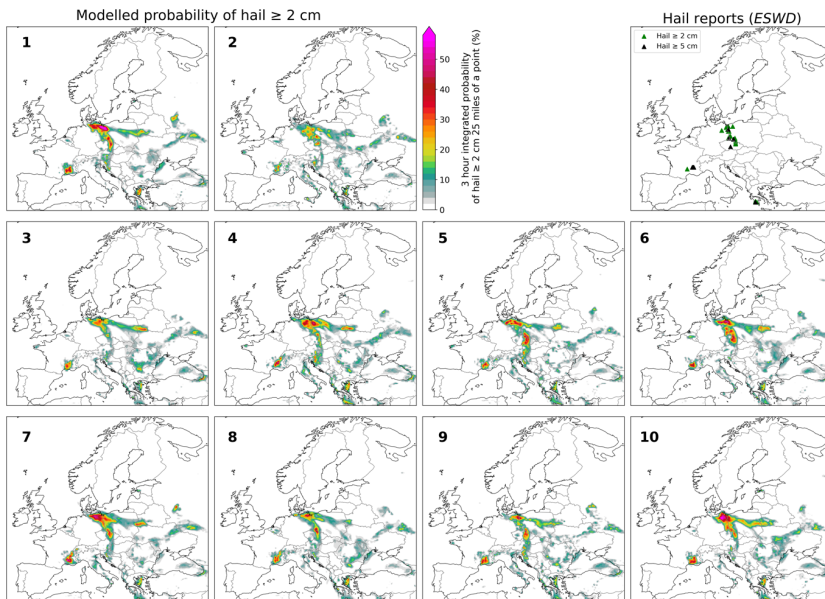 Modelled probability of hail ≥ 2 cm
Hail reports (ESWD)
1
2
50
40
30
20
10
0
3 hour integrated probability
of hail ≥ 2 cm 25 miles of a point (%)
Hail ≥ 2 cm
Hail ≥ 5 cm
3
4
5
6
7
8
9
10